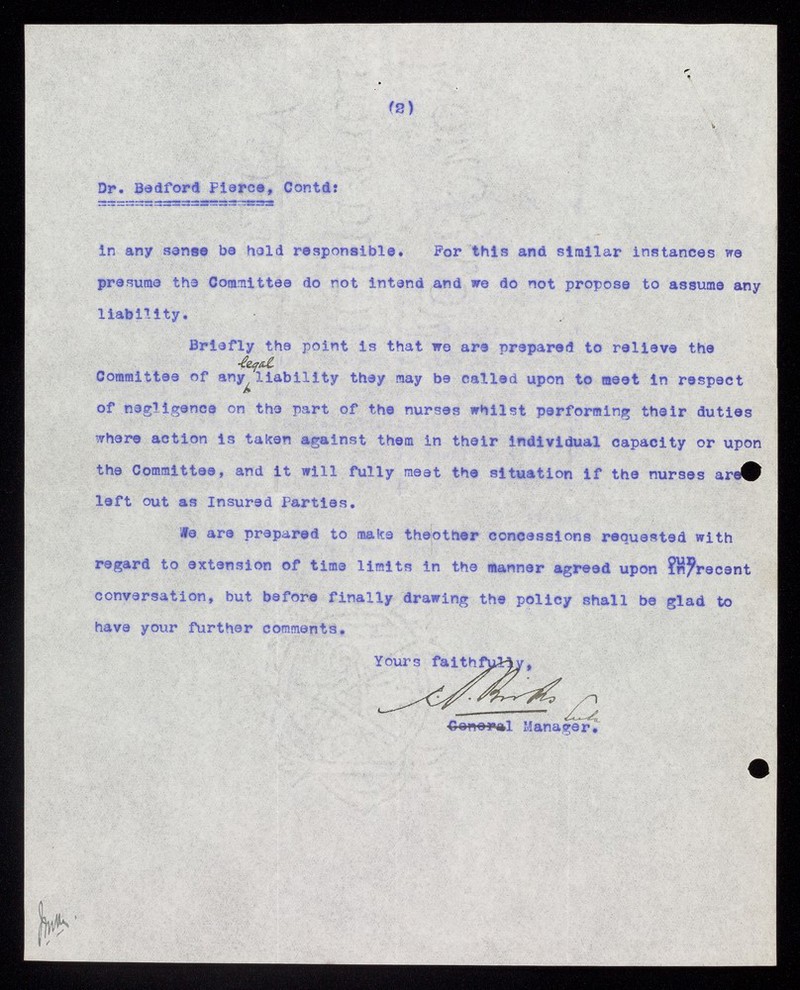 (2)
Dr. Bedford Pierce, Contd:
in any sense be held responsible. For this and similar instances we
presume the Committee do not intend and we do not propose to assume any
liability.
Briefly the point is that we are prepared to relieve the
Committee of any legal liability they may be called upon to meet in respect
of negligence on the part of the nurses whilst performing their duties
where action is taken against them in their individual capacity or upon
the Committee, and it will fully meet the situation if the nurses are
left out as Insured Parties.
We are prepared to make theother concessions requested with
regard to extension of time limits in the manner agreed upon in/our recent
conversation, but before finally drawing the policy shall be glad to
have your further comments.
Yours faithfully,
General Manager.